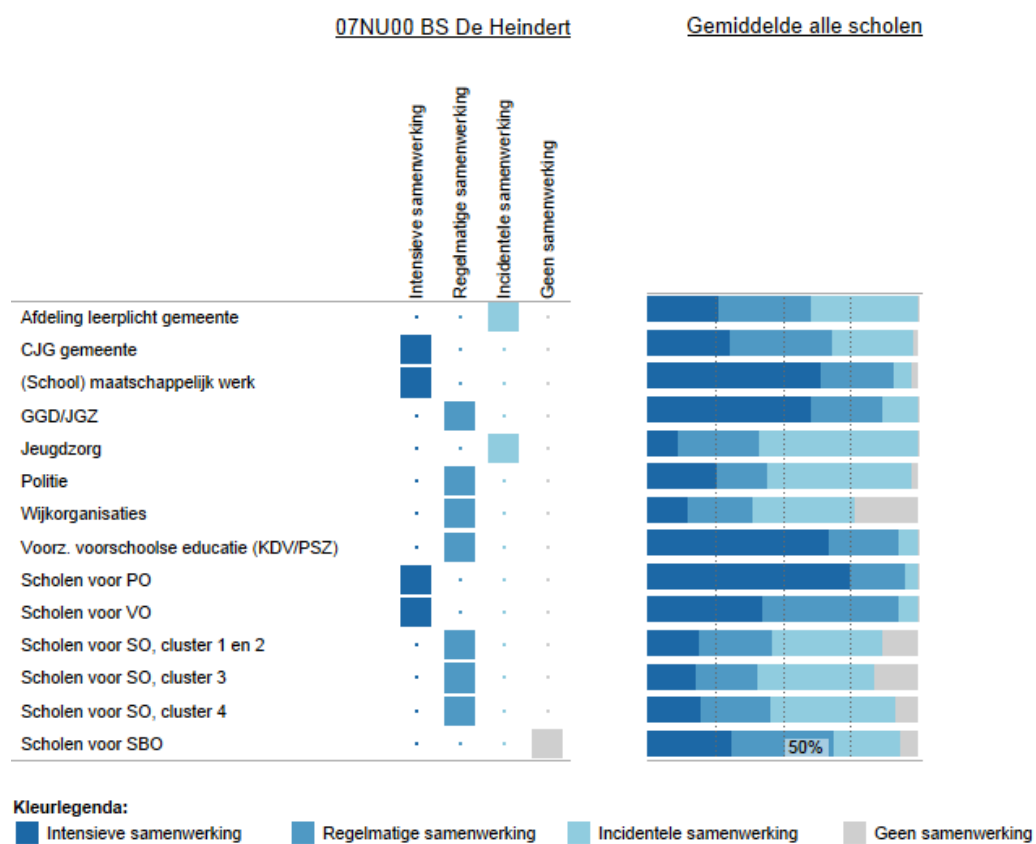 07NU00 BS De Heindert
Gemiddelde alle scholen
Intensieve samenwerking
Regelmatige samenwerking
Incidentele samenwerking
Geen samenwerking
Afdeling leerplicht gemeente
CJG gemeente
(School) maatschappelijk werk
GGD/JGZ
Jeugdzorg
Politie
Wijkorganisaties
Voorz. voorschoolse educatie (KDV/PSZ)
Scholen voor PO
Scholen voor VO
Scholen voor SO, cluster 1 en 2
Scholen voor SO, cluster 3
Scholen voor SO, cluster 4
Scholen voor SBO
50%
Kleurlegenda:
Intensieve samenwerking
Regelmatige samenwerking
Incidentele samenwerking
Geen samenwerking